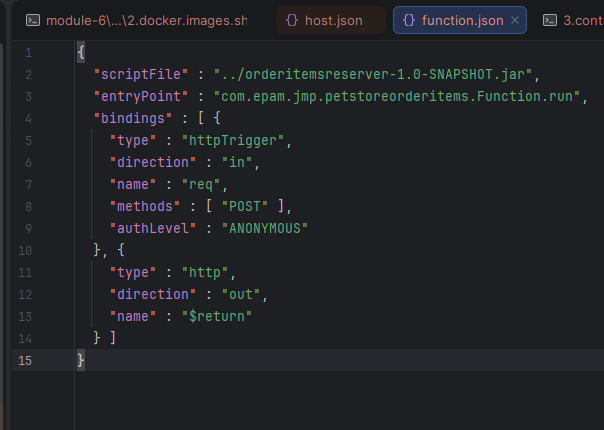 module-6\...\2.docker.images.sh
{} host.json
{} function.json ×
3.cont
1 {
2 "scriptFile" : "../orderitemsreserver-1.0-SNAPSHOT.jar",
3 "entryPoint" : "com.epam.jmp.petstoreorderitems.Function.run",
4 "bindings" : [ {
5 "type" : "httpTrigger",
6 "direction" : "in",
7 "name" : "req",
8 "methods" : [ "POST" ],
9 "authLevel" : "ANONYMOUS"
10 }, {
11 "type" : "http",
12 "direction" : "out",
13 "name" : "$return"
14 } ]
15 }